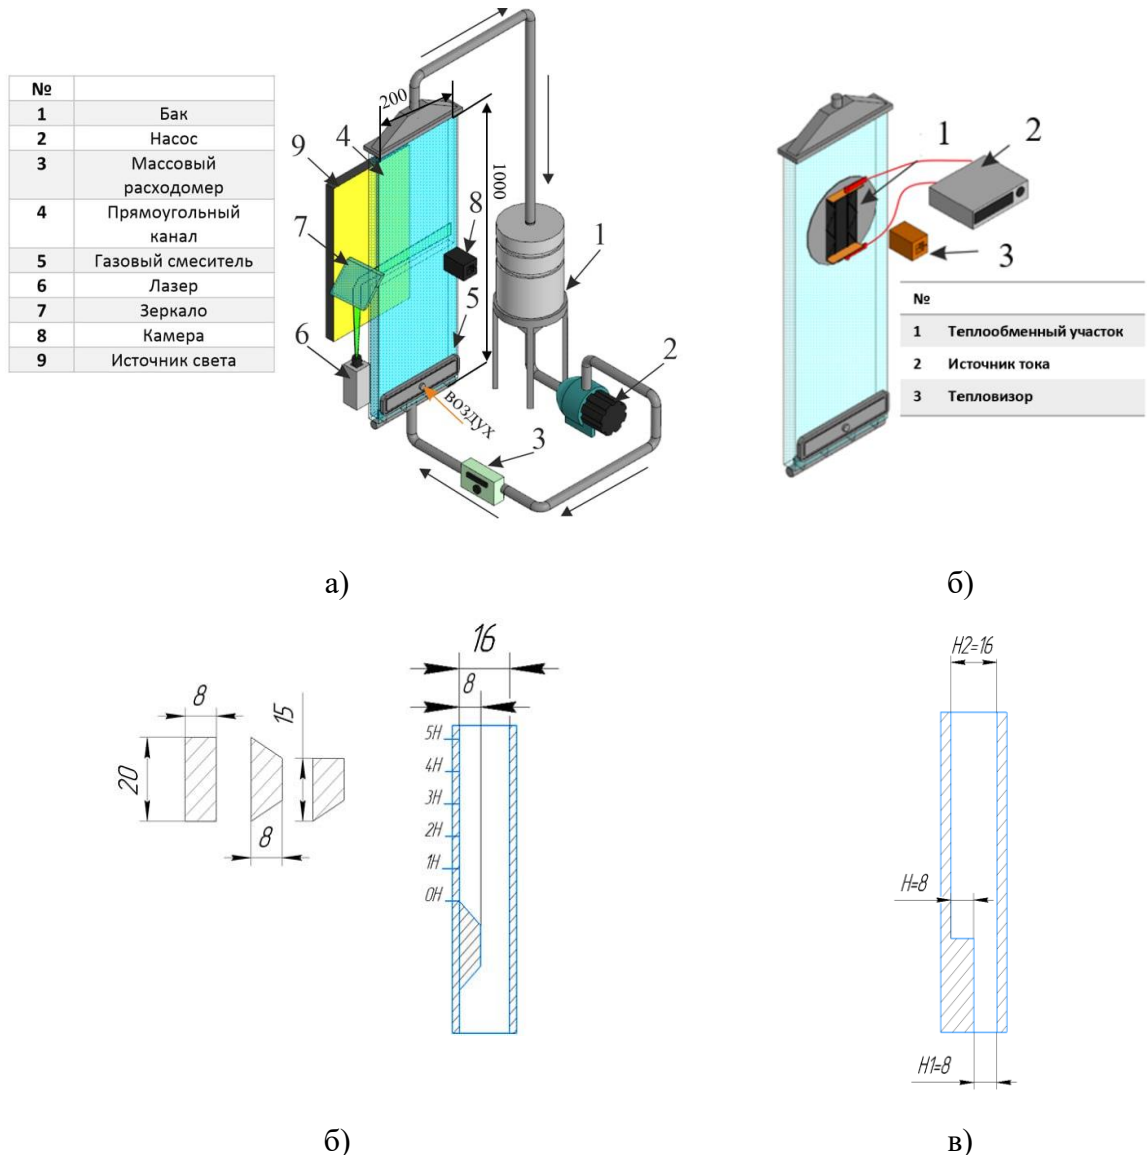 №
1 Бак
2 Насос
3 Массовый
расходомер
4 Прямоугольный
канал
5 Газовый смеситель
6 Лазер
7 Зеркало
8 Камера
9 Источник света
200
1000
9
4
7
8
5
6
1
2
3
воздух
1
2
3
№
1 Теплообменный участок
2 Источник тока
3 Тепловизор
а)
б)
8
20
8
15
16
8
5H
4H
3H
2H
1H
0H
H2=16
H=8
H1=8
б)
в)